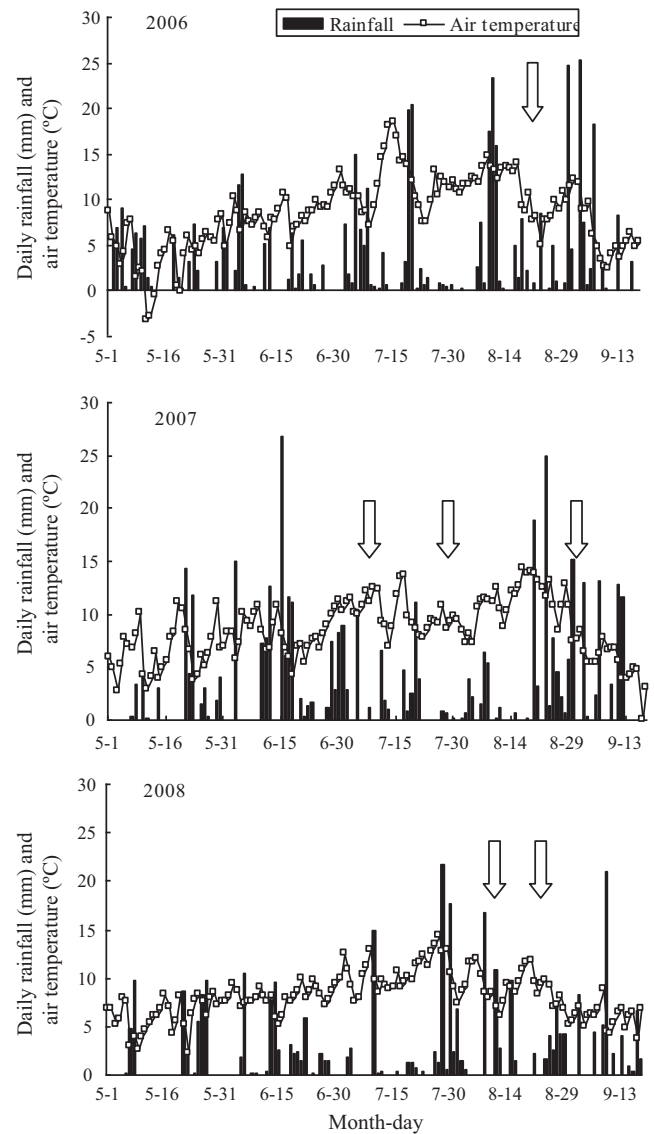 2006
Rainfall
Air temperature
Daily rainfall (mm) and
air temperature (ºC)
30
25
20
15
10
5
0
-5
5-1 5-16 5-31 6-15 6-30 7-15 7-30 8-14 8-29 9-13
2007
Daily rainfall (mm) and
air temperature (ºC)
30
25
20
15
10
5
0
5-1 5-16 5-31 6-15 6-30 7-15 7-30 8-14 8-29 9-13
2008
Daily rainfall (mm) and
air temperature (ºC)
30
25
20
15
10
5
0
5-1 5-16 5-31 6-15 6-30 7-15 7-30 8-14 8-29 9-13
Month-day